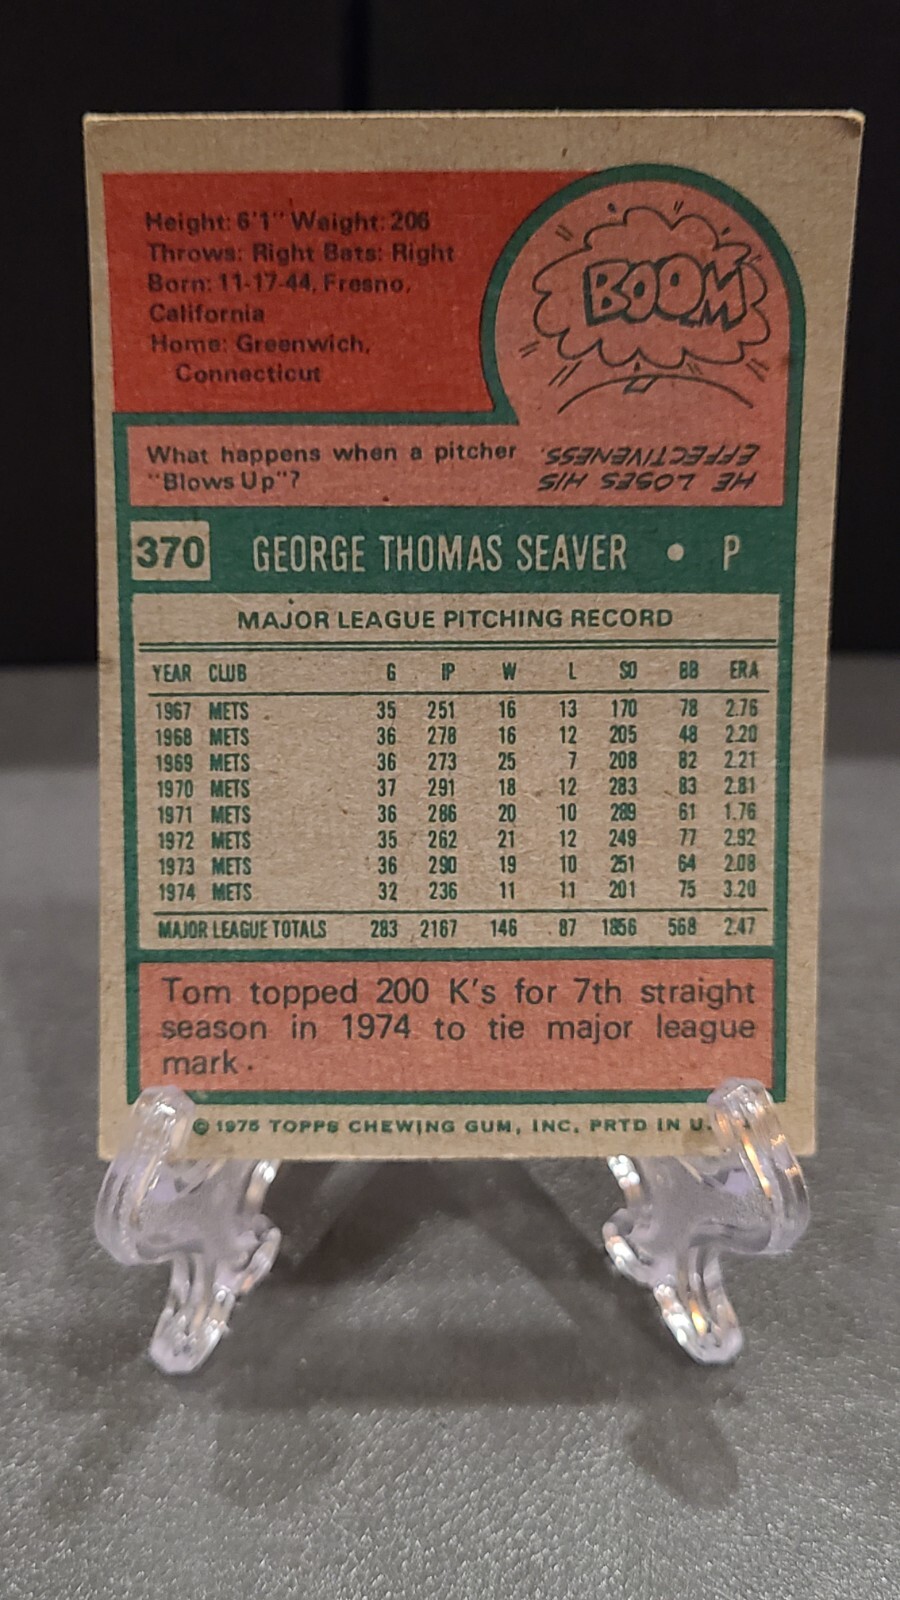 Height: 6'1" Weight: 206
Throws: Right Bats: Right
Born: 11-17-44, Fresno,
California
Home: Greenwich,
Connecticut
BOOM
What happens when a pitcher
"Blows Up"?
HE LOSES HIS
EFFECTIVENESS.
370 GEORGE THOMAS SEAVER • P
MAJOR LEAGUE PITCHING RECORD
YEAR CLUB G IP W L SO BB ERA
1967 METS 35 251 16 13 170 78 2.76
1968 METS 36 278 16 12 205 48 2.20
1969 METS 36 273 25 7 208 82 2.21
1970 METS 37 291 18 12 283 83 2.81
1971 METS 36 286 20 10 289 61 1.76
1972 METS 35 262 21 12 249 77 2.92
1973 METS 36 290 19 10 251 64 2.08
1974 METS 32 236 11 11 201 75 3.20
MAJOR LEAGUE TOTALS 283 2167 146 87 1856 568 2.47
Tom topped 200 K's for 7th straight
season in 1974 to tie major league
mark.
© 1975 TOPPS CHEWING GUM, INC. PRTD IN U.